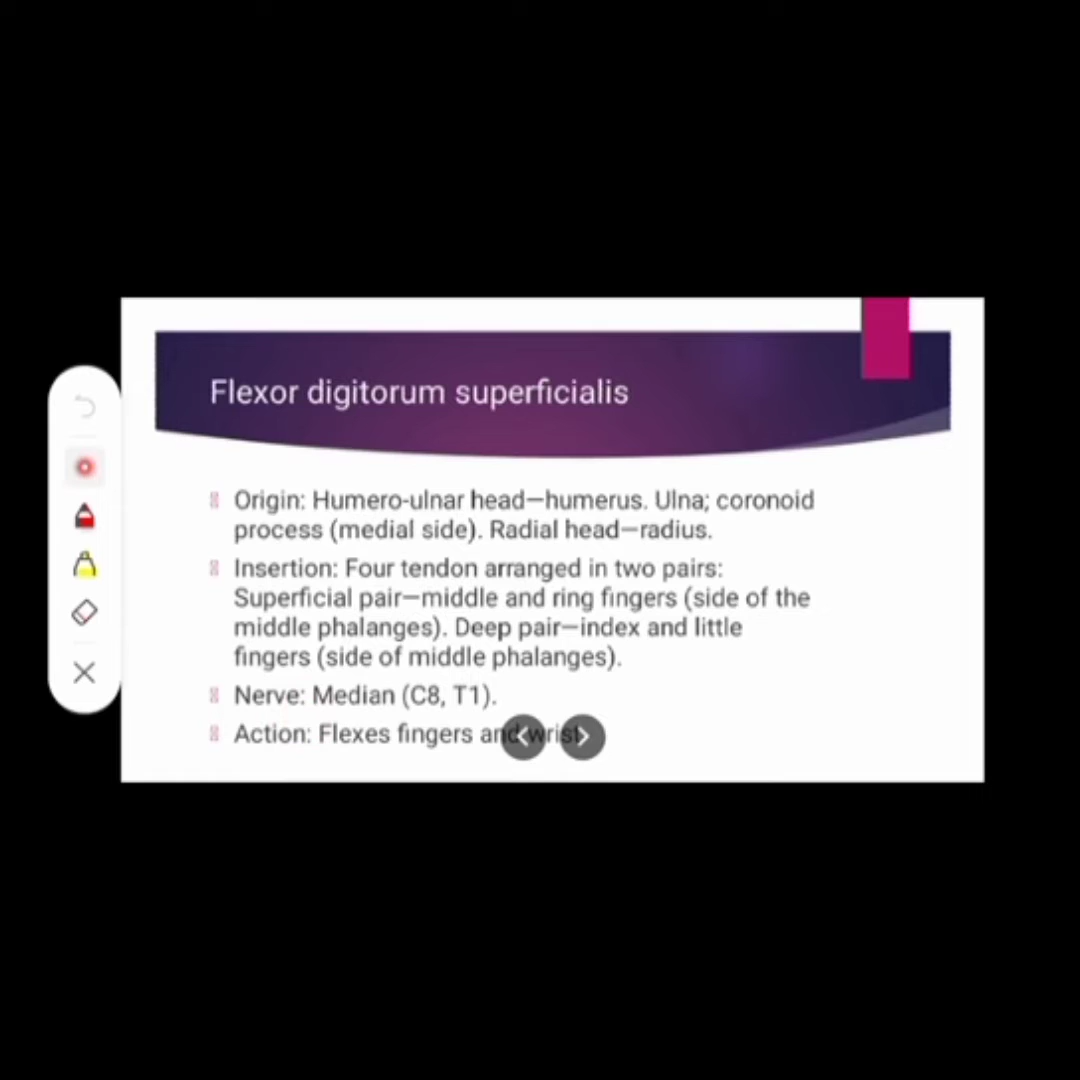 Flexor digitorum superficialis
Origin: Humero-ulnar head—humerus. Ulna; coronoid
process (medial side). Radial head—radius.
Insertion: Four tendon arranged in two pairs:
Superficial pair—middle and ring fingers (side of the
middle phalanges). Deep pair—index and little
fingers (side of middle phalanges).
Nerve: Median (C8, T1).
Action: Flexes fingers and wrist